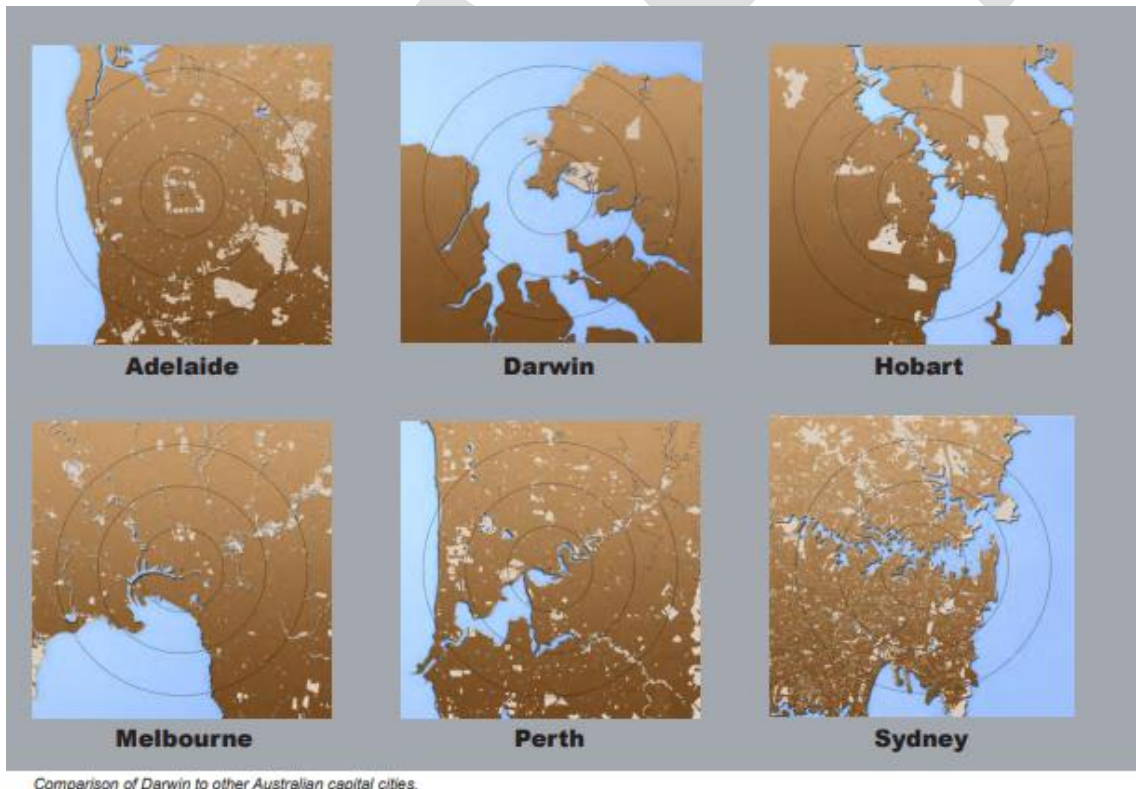 Adelaide
Darwin
Hobart
Melbourne
Perth
Sydney
Comparison of Darwin to other Australian capital cities.